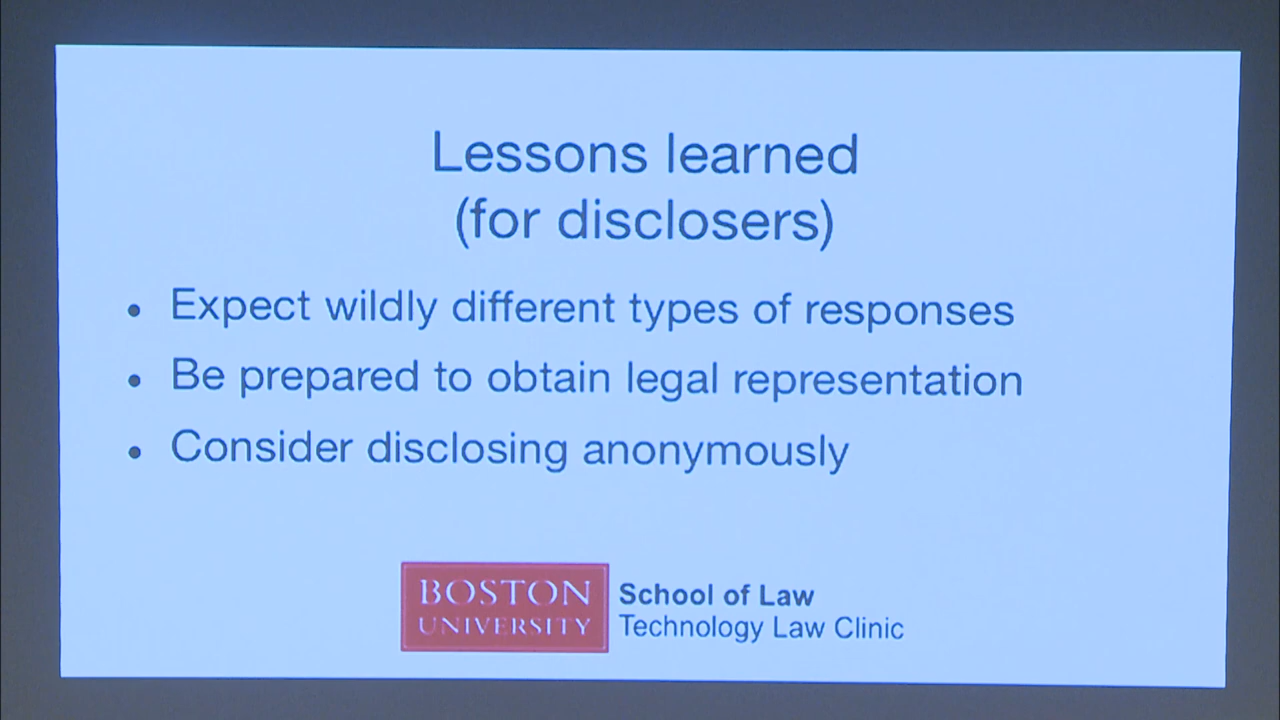 Lessons learned
(for disclosers)
• Expect wildly different types of responses
• Be prepared to obtain legal representation
• Consider disclosing anonymously
BOSTON
UNIVERSITY
School of Law
Technology Law Clinic